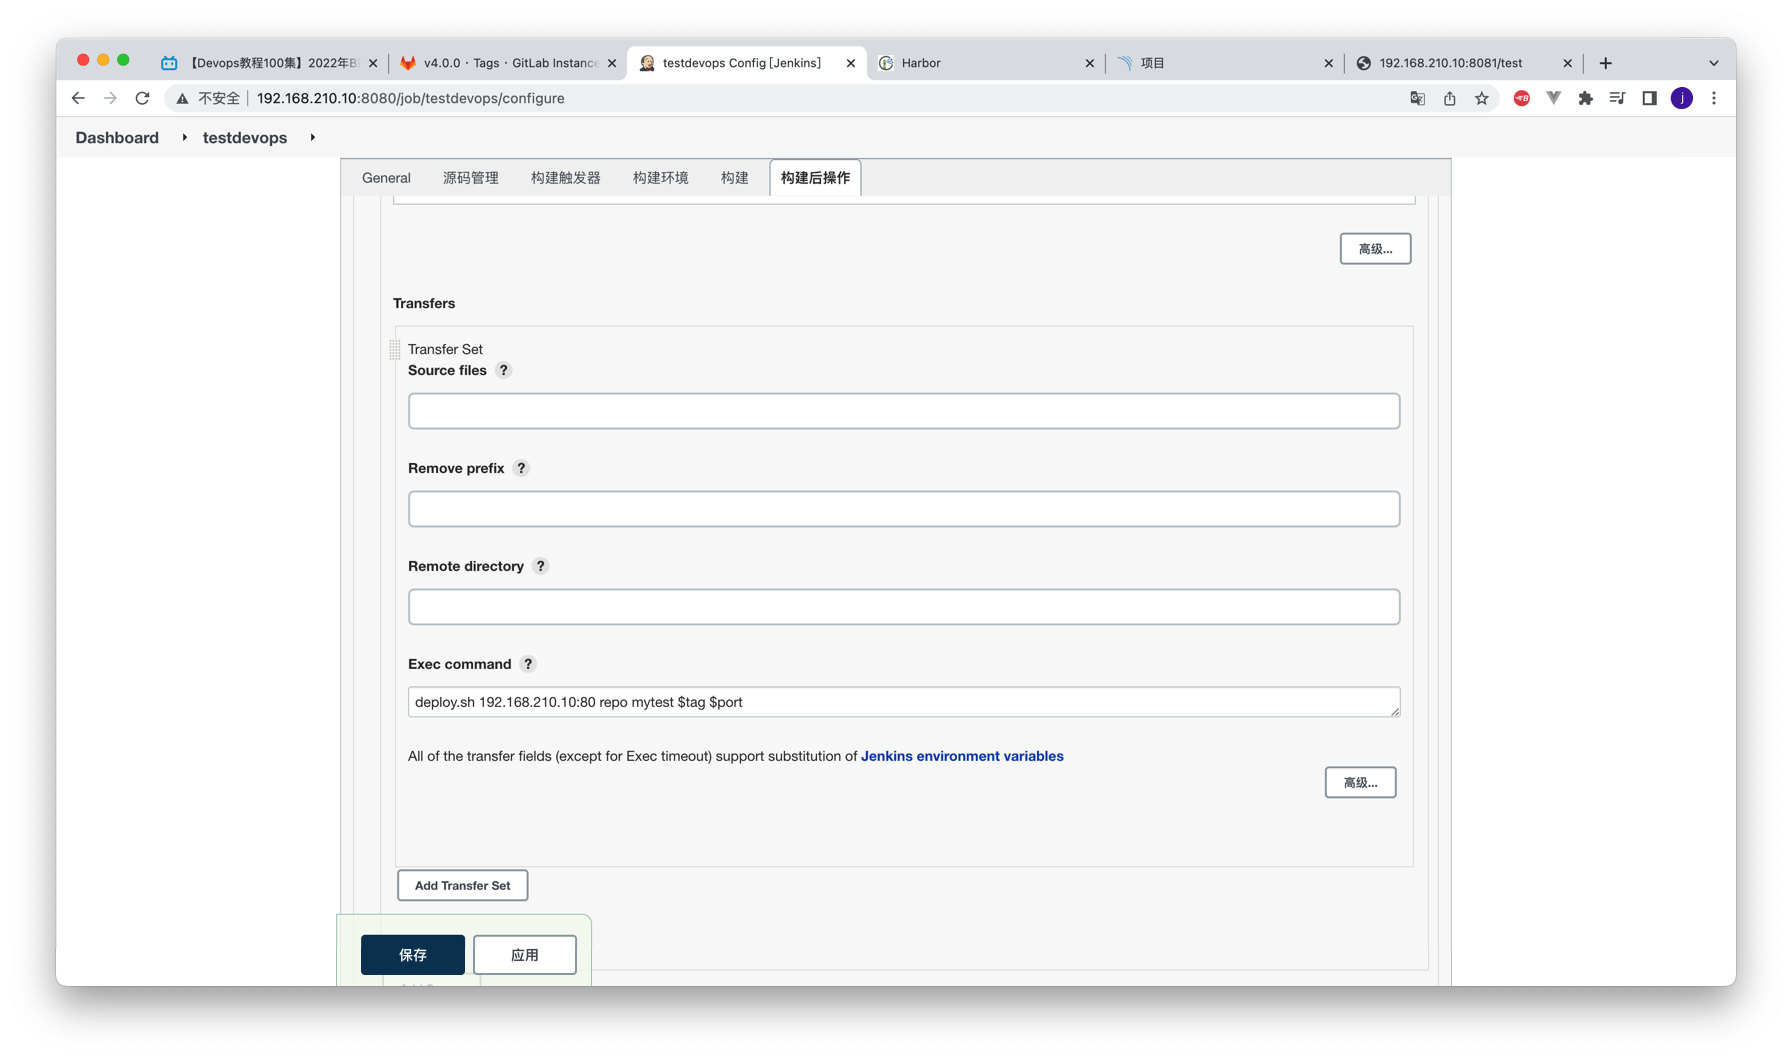 【Devops教程100集】2022年B
v4.0.0 · Tags · GitLab Instance
testdevops Config [Jenkins]
Harbor
项目
192.168.210.10:8081/test
不安全
192.168.210.10:8080/job/testdevops/configure
j
Dashboard
testdevops
General
源码管理
构建触发器
构建环境
构建
构建后操作
高级...
Transfers
Transfer Set
Source files ?
Remove prefix ?
Remote directory ?
Exec command ?
deploy.sh 192.168.210.10:80 repo mytest $tag $port
All of the transfer fields (except for Exec timeout) support substitution of Jenkins environment variables
高级...
Add Transfer Set
保存
应用